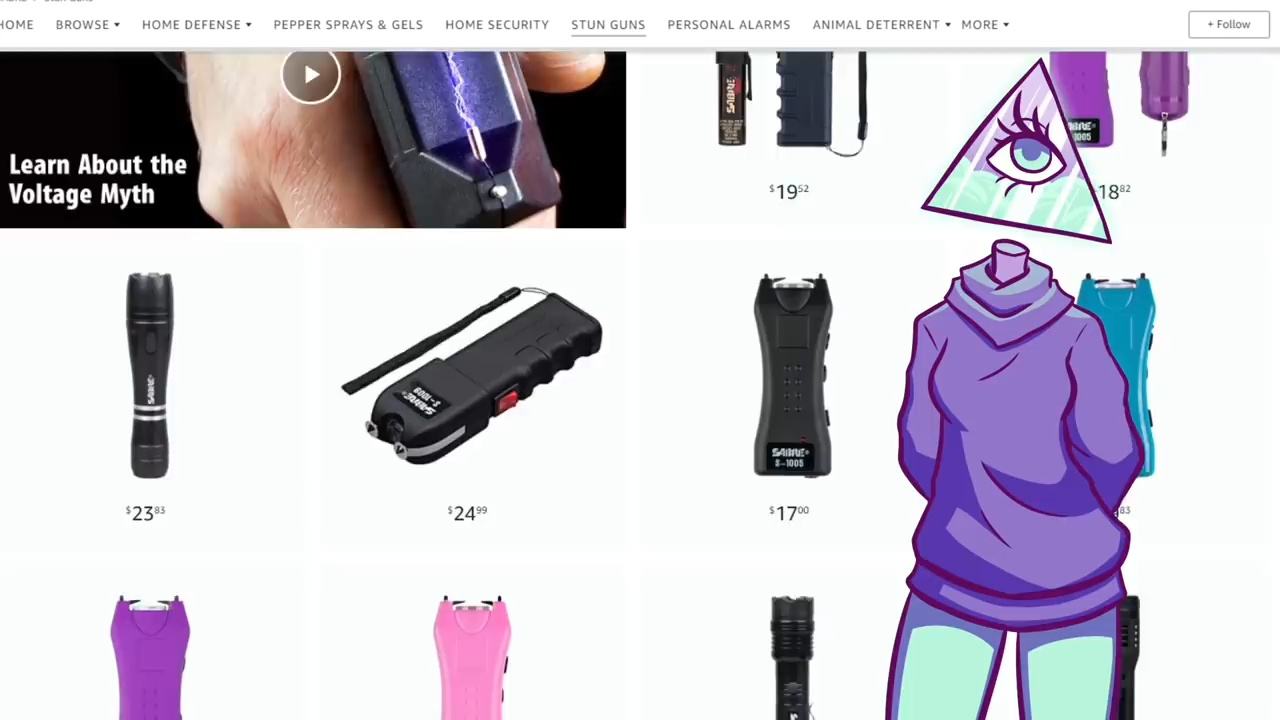 HOME BROWSE HOME DEFENSE PEPPER SPRAYS & GELS HOME SECURITY STUN GUNS PERSONAL ALARMS ANIMAL DETERRENT MORE + Follow
Learn About the
Voltage Myth
SABRE
1005
$19.52
18.82
SABRE
SABRE
S-1009
SABRE
S-1005
$23.83
$24.99
$17.00
83